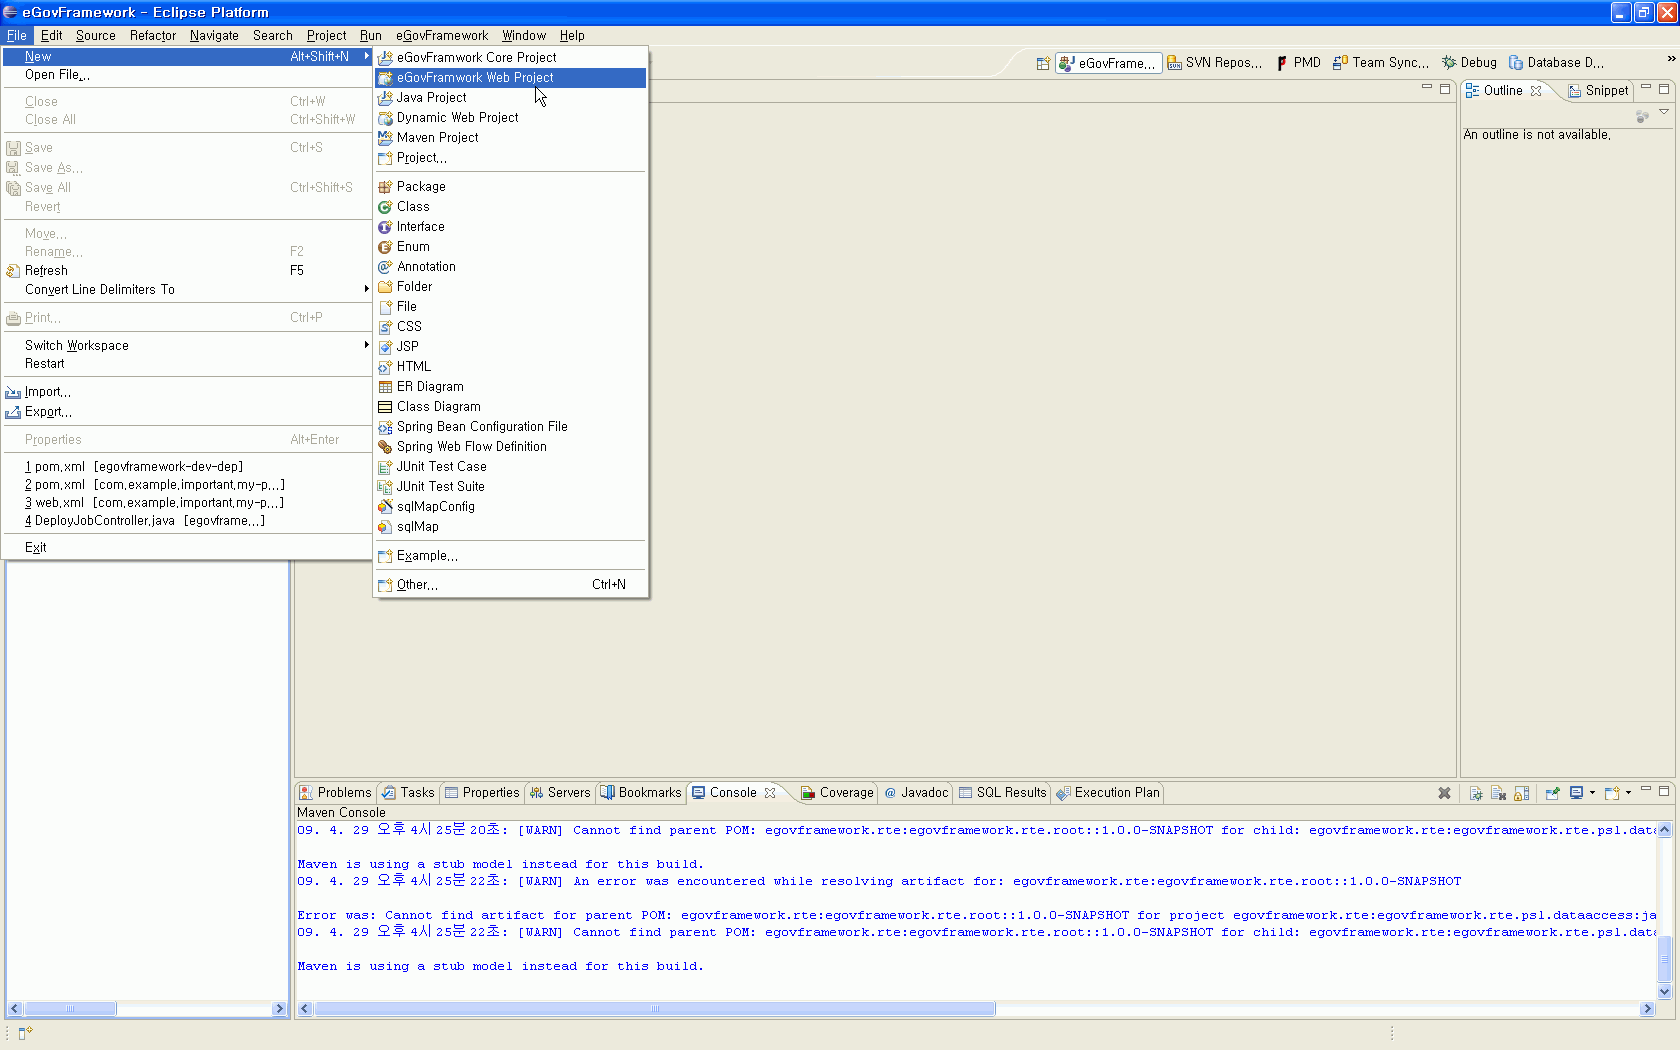 eGovFramework - Eclipse Platform
File Edit Source Refactor Navigate Search Project Run eGovFramework Window Help
eGovFrame... SVN Repos... PMD Team Sync... Debug Database D... »
New Alt+Shift+N
Open File...
Close Ctrl+W
Close All Ctrl+Shift+W
Save Ctrl+S
Save As...
Save All Ctrl+Shift+S
Revert
Move...
Rename... F2
Refresh F5
Convert Line Delimiters To
Print... Ctrl+P
Switch Workspace
Restart
Import...
Export...
Properties Alt+Enter
1 pom.xml [egovframework-dev-dep]
2 pom.xml [com.example.important.my-p...]
3 web.xml [com.example.important.my-p...]
4 DeployJobController.java [egovframe...]
Exit
eGovFramwork Core Project
eGovFramwork Web Project
Java Project
Dynamic Web Project
Maven Project
Project...
Package
Class
Interface
Enum
Annotation
Folder
File
CSS
JSP
HTML
ER Diagram
Class Diagram
Spring Bean Configuration File
Spring Web Flow Definition
JUnit Test Case
JUnit Test Suite
sqlMapConfig
sqlMap
Example...
Other... Ctrl+N
Outline Snippet
An outline is not available.
Problems Tasks Properties Servers Bookmarks Console Coverage Javadoc SQL Results Execution Plan
Maven Console
09. 4. 29 오후 4시 25분 20초: [WARN] Cannot find parent POM: egovframework.rte:egovframework.rte.root::1.0.0-SNAPSHOT for child: egovframework.rte:egovframework.rte.psl.data
Maven is using a stub model instead for this build.
09. 4. 29 오후 4시 25분 22초: [WARN] An error was encountered while resolving artifact for: egovframework.rte:egovframework.rte.root::1.0.0-SNAPSHOT
Error was: Cannot find artifact for parent POM: egovframework.rte:egovframework.rte.root::1.0.0-SNAPSHOT for project egovframework.rte:egovframework.rte.psl.dataaccess:ja
09. 4. 29 오후 4시 25분 22초: [WARN] Cannot find parent POM: egovframework.rte:egovframework.rte.root::1.0.0-SNAPSHOT for child: egovframework.rte:egovframework.rte.psl.data
Maven is using a stub model instead for this build.